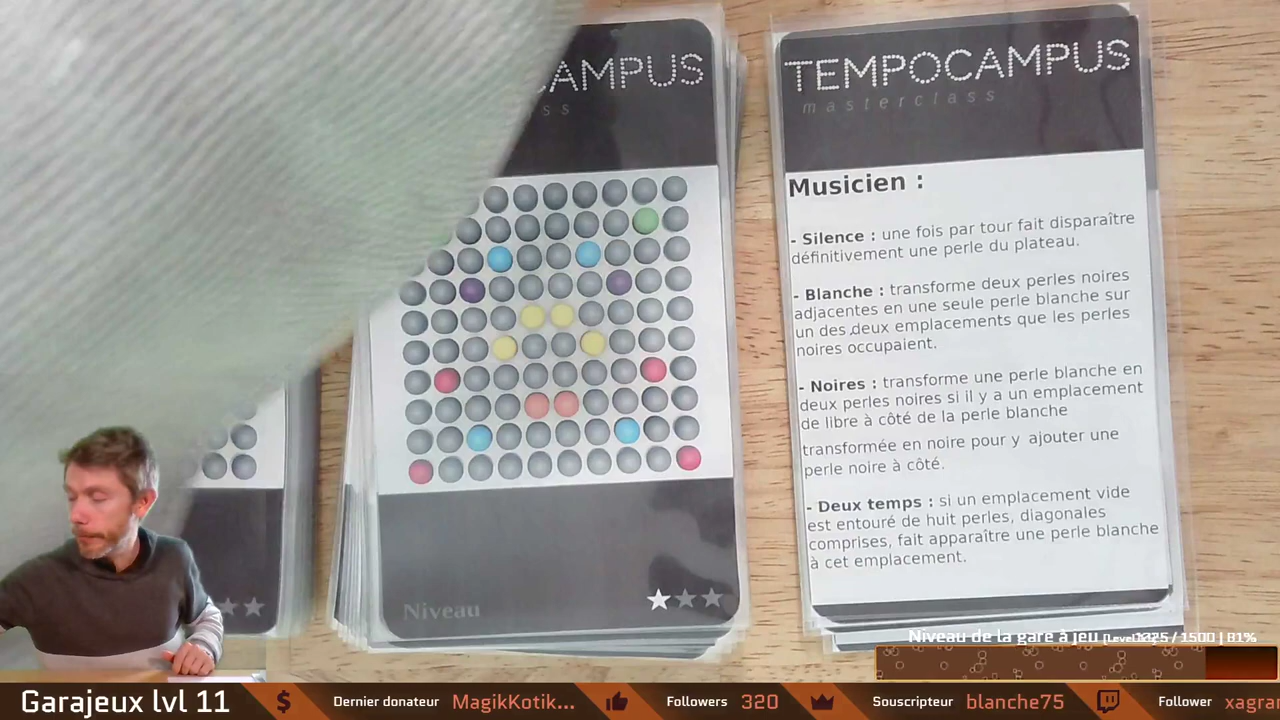 CAMPUS
ss
Niveau
TEMPOCAMPUS
masterclass
Musicien :
- Silence : une fois par tour fait disparaître
définitivement une perle du plateau.
- Blanche : transforme deux perles noires
adjacentes en une seule perle blanche sur
un des deux emplacements que les perles
noires occupaient.
- Noires : transforme une perle blanche en
deux perles noires si il y a un emplacement
de libre à côté de la perle blanche
transformée en noire pour y ajouter une
perle noire à côté.
- Deux temps : si un emplacement vide
est entouré de huit perles, diagonales
comprises, fait apparaître une perle blanche
à cet emplacement.
Niveau de la gare à jeu 1225 / 1500 | 81%
Garajeux lvl 11
Dernier donateur MagikKotik...
Followers 320
Souscripteur blanche75
Follower xagra